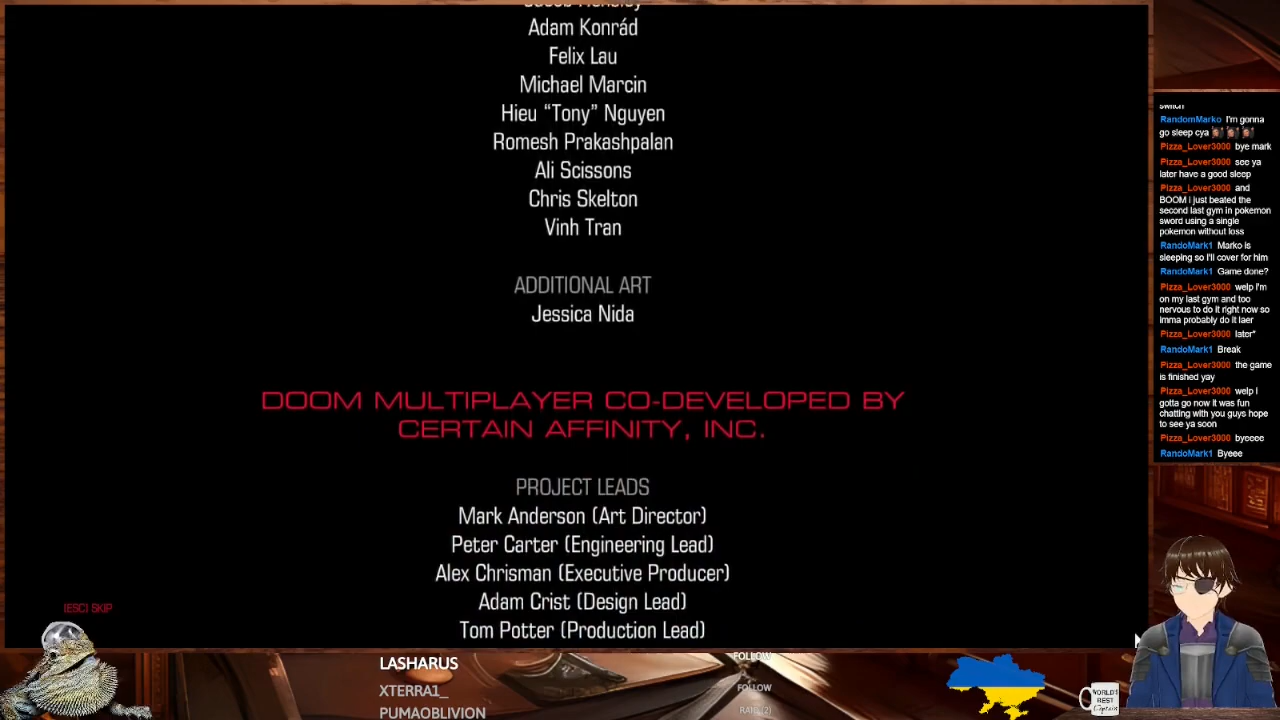 Adam Konrád
Felix Lau
Michael Marcin
Hieu “Tony” Nguyen
Romesh Prakashpalan
Ali Scissons
Chris Skelton
Vinh Tran
ADDITIONAL ART
Jessica Nida
DOOM MULTIPLAYER CO-DEVELOPED BY
CERTAIN AFFINITY, INC.
PROJECT LEADS
Mark Anderson (Art Director)
Peter Carter (Engineering Lead)
Alex Chrisman (Executive Producer)
Adam Crist (Design Lead)
Tom Potter (Production Lead)
[ESC] SKIP
RandomMarko I'm gonna
go sleep cya
Pizza_Lover3000 bye mark
Pizza_Lover3000 see ya
later have a good sleep
Pizza_Lover3000 and
BOOM i just beated the
second last gym in pokemon
sword using a single
pokemon without loss
RandoMark1 Marko is
sleeping so I'll cover for him
RandoMark1 Game done?
Pizza_Lover3000 welp I'm
on my last gym and too
nervous to do it right now so
imma probably do it laer
Pizza_Lover3000 later*
RandoMark1 Break
Pizza_Lover3000 the game
is finished yay
Pizza_Lover3000 welp I
gotta go now it was fun
chatting with you guys hope
to see ya soon
Pizza_Lover3000 byeeee
RandoMark1 Byeee
LASHARUS
FOLLOW
XTERRA1_
FOLLOW
PUMAOBLIVION
WORLD'S